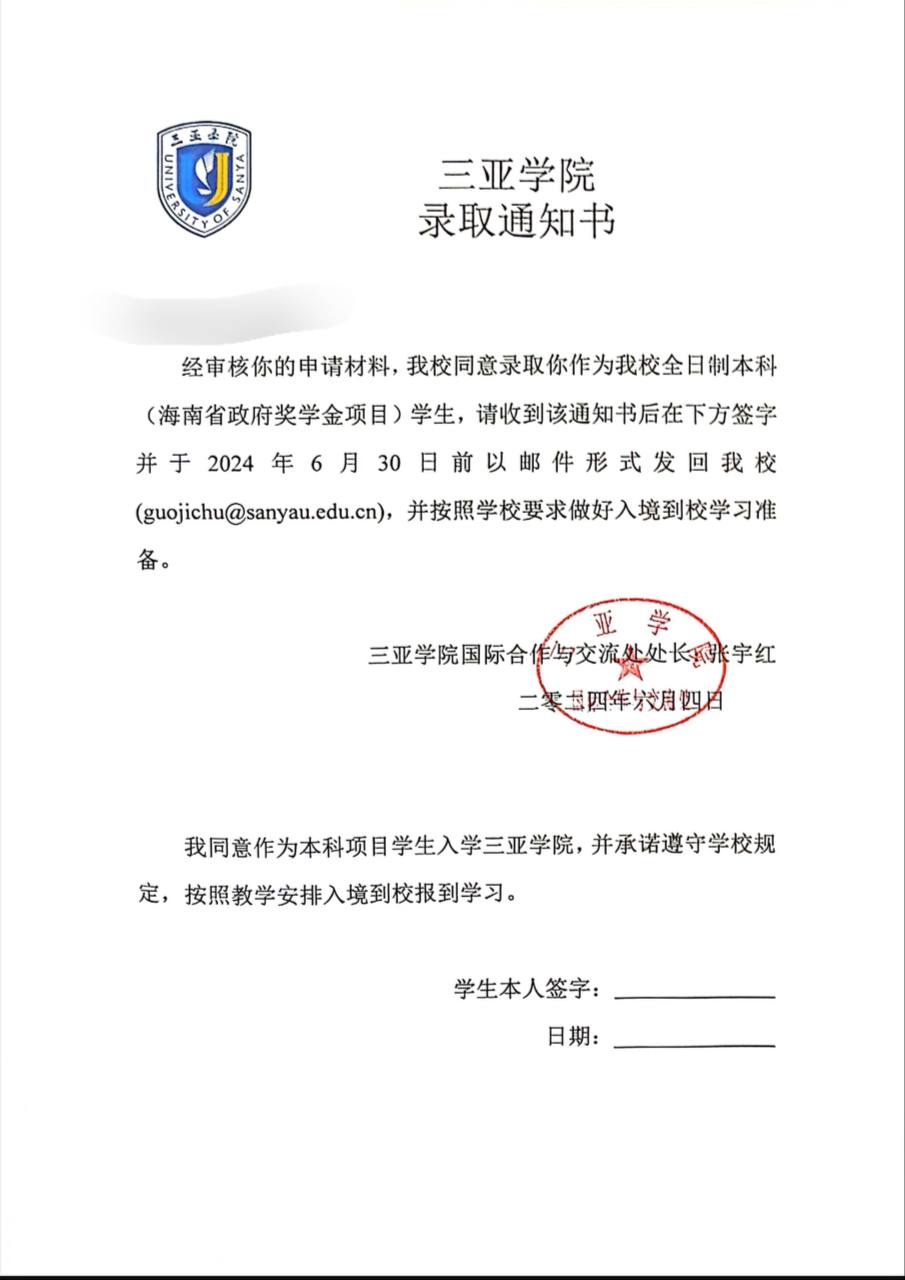 三亚学院
UNIVERSITY OF SANYA
三亚学院
录取通知书
经审核你的申请材料，我校同意录取你作为我校全日制本科
（海南省政府奖学金项目）学生，请收到该通知书后在下方签字
并于 2024 年 6 月 30 日前以邮件形式发回我校
(guojichu@sanyau.edu.cn)，并按照学校要求做好入境到校学习准
备。
三亚学院国际合作与交流处处长：张宇红
二零二四年六月四日
三亚学院
我同意作为本科项目学生入学三亚学院，并承诺遵守学校规
定，按照教学安排入境到校报到学习。
学生本人签字：
日期：